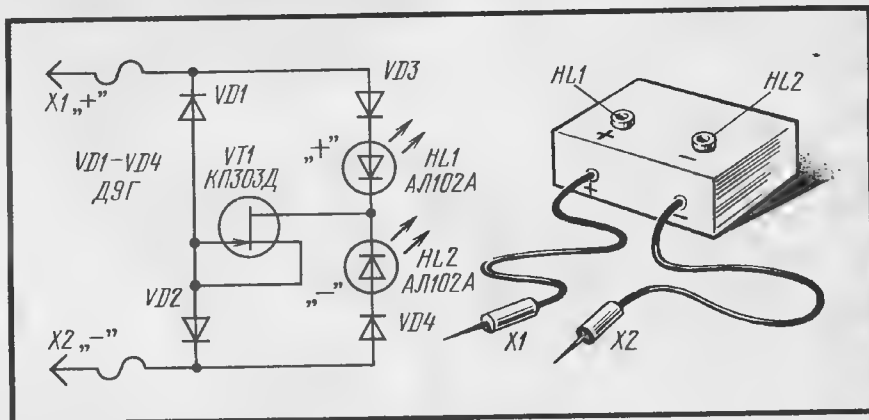 X1 „+”
VD1
VD3
VD1–VD4
Д9Г
VT1
КП303Д
„+”
HL1
АЛ102А
VD2
„–”
HL2
АЛ102А
VD4
X2 „–”
HL1
HL2
+
–
+
–
X1
X2